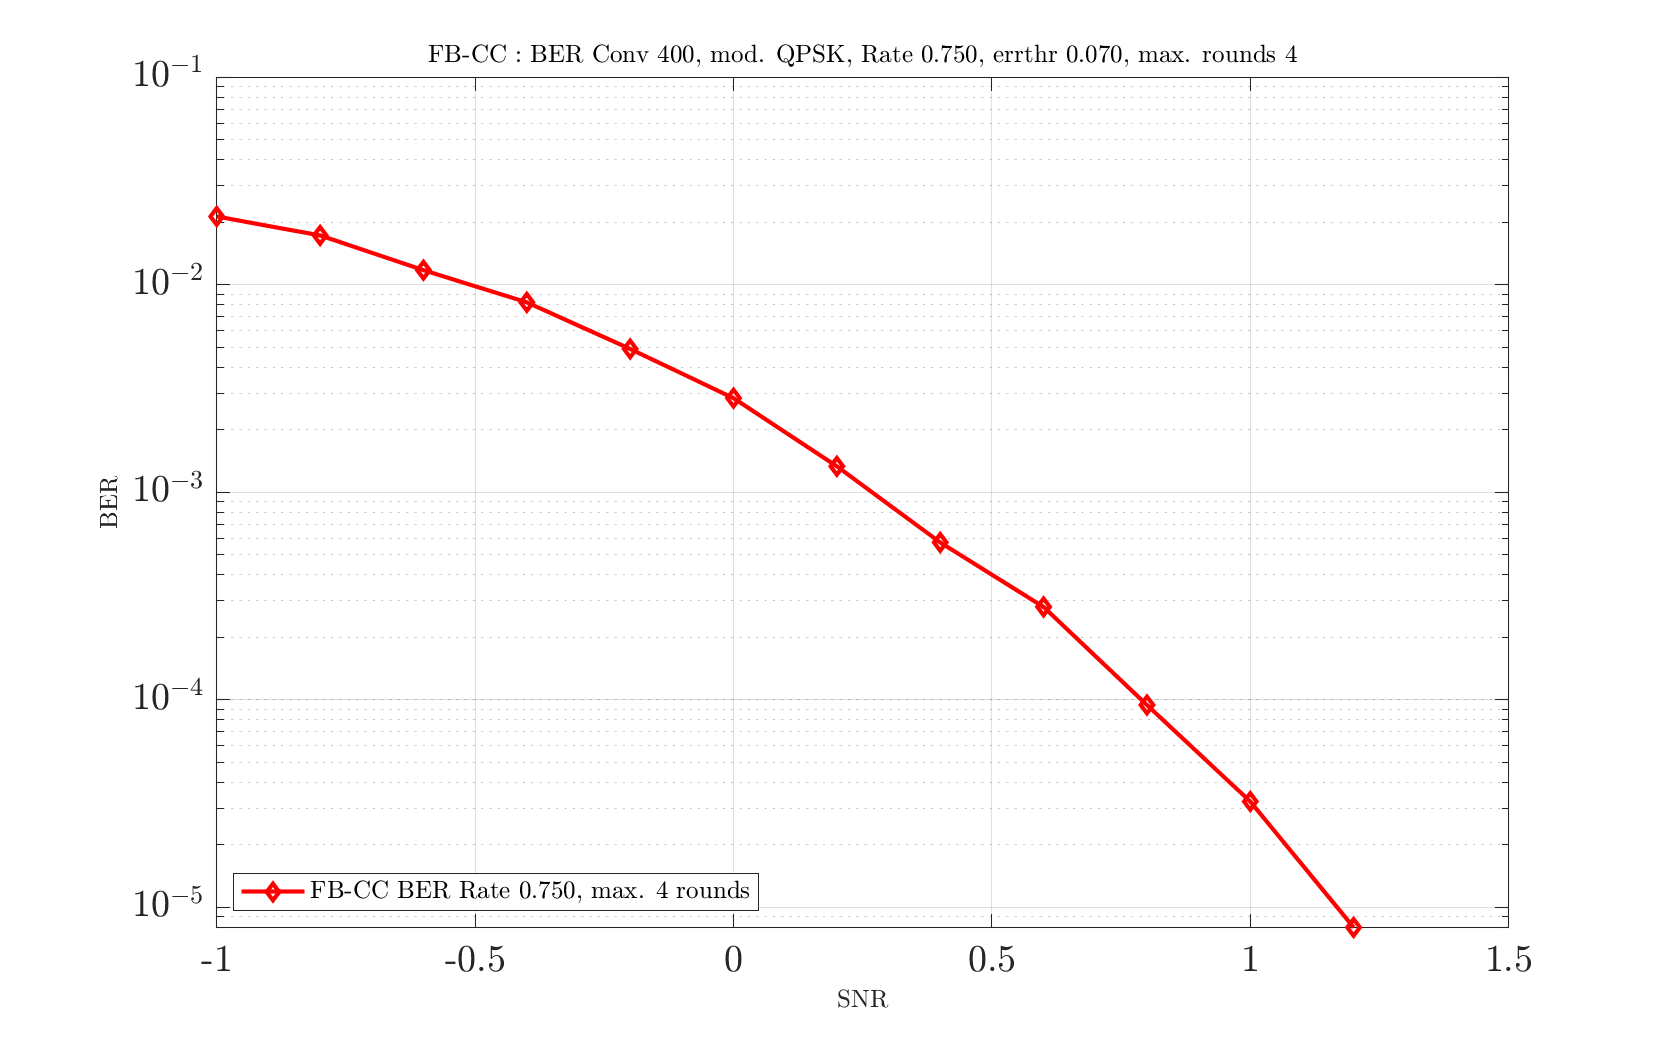 FB-CC : BER Conv 400, mod. QPSK, Rate 0.750, errthr 0.070, max. rounds 4
10^{-1}
10^{-2}
10^{-3}
10^{-4}
10^{-5}
BER
FB-CC BER Rate 0.750, max. 4 rounds
-1 -0.5 0 0.5 1 1.5
SNR